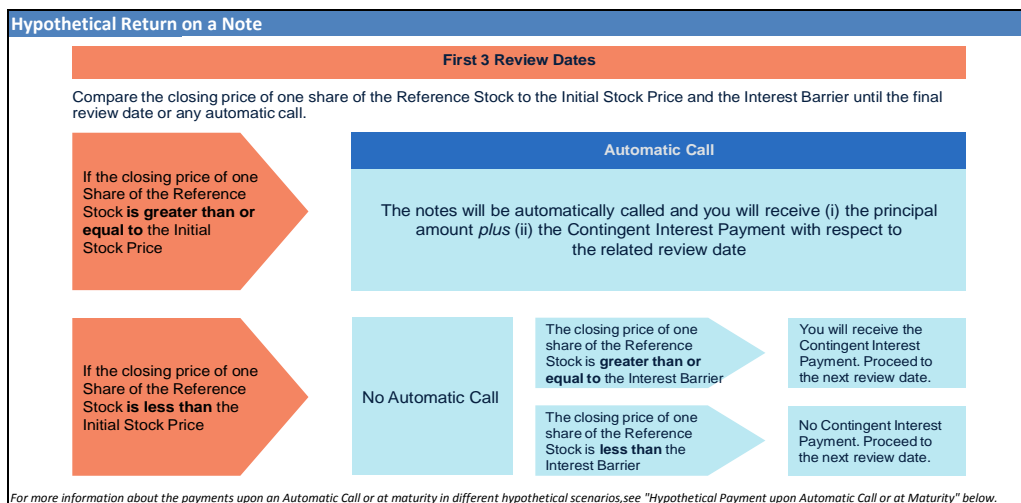 Hypothetical Return on a Note
First 3 Review Dates
Compare the closing price of one share of the Reference Stock to the Initial Stock Price and the Interest Barrier until the final
review date or any automatic call.
If the closing price of one
Share of the Reference
Stock is greater than or
equal to the Initial
Stock Price
Automatic Call
The notes will be automatically called and you will receive (i) the principal
amount plus (ii) the Contingent Interest Payment with respect to
the related review date
If the closing price of one
Share of the Reference
Stock is less than the
Initial Stock Price
No Automatic Call
The closing price of one
share of the Reference
Stock is greater than or
equal to the Interest Barrier
You will receive the
Contingent Interest
Payment. Proceed to
the next review date.
The closing price of one
share of the Reference
Stock is less than the
Interest Barrier
No Contingent Interest
Payment. Proceed to
the next review date.
For more information about the payments upon an Automatic Call or at maturity in different hypothetical scenarios,see "Hypothetical Payment upon Automatic Call or at Maturity" below.